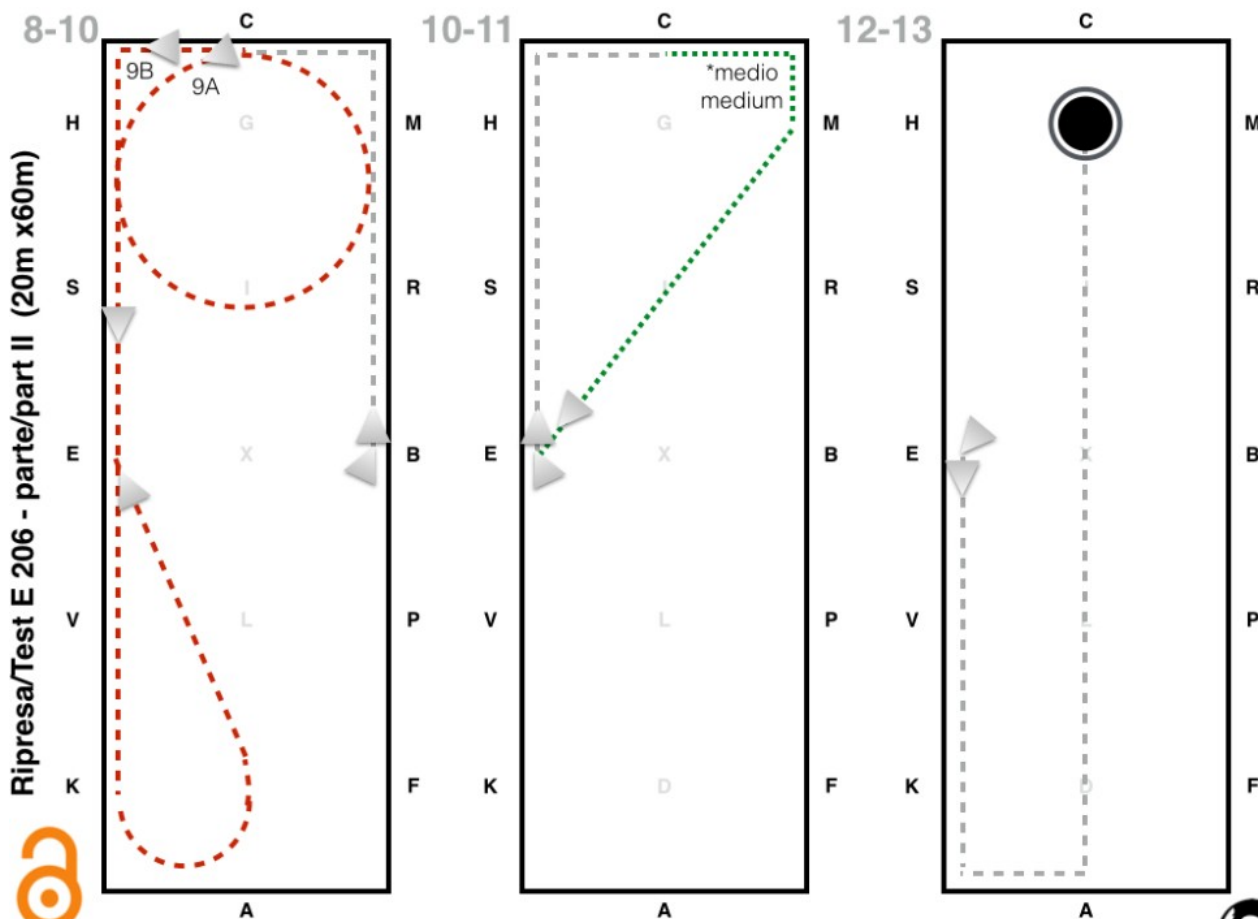 Ripresa/Test E 206 - parte/part II (20m x60m)
8-10
C
9B
9A
H
G
M
S
I
R
E
X
B
V
L
P
K
F
A
10-11
C
*medio
medium
H
G
M
S
I
R
E
X
B
V
L
P
K
D
F
A
12-13
C
H
M
S
I
R
E
X
B
V
L
P
K
D
F
A